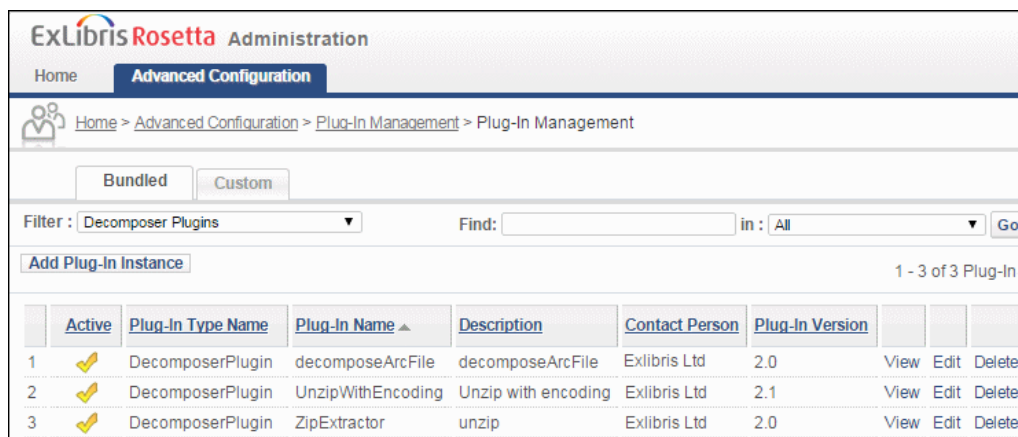 ExLibris Rosetta Administration
Home Advanced Configuration
Home > Advanced Configuration > Plug-In Management > Plug-In Management
Bundled Custom
Filter : Decomposer Plugins Find: in : All Go
Add Plug-In Instance
1 - 3 of 3 Plug-In
Active Plug-In Type Name Plug-In Name Description Contact Person Plug-In Version
1 DecomposerPlugin decomposeArcFile decomposeArcFile Exlibris Ltd 2.0 View Edit Delete
2 DecomposerPlugin UnzipWithEncoding Unzip with encoding Exlibris Ltd 2.1 View Edit Delete
3 DecomposerPlugin ZipExtractor unzip Exlibris Ltd 2.0 View Edit Delete